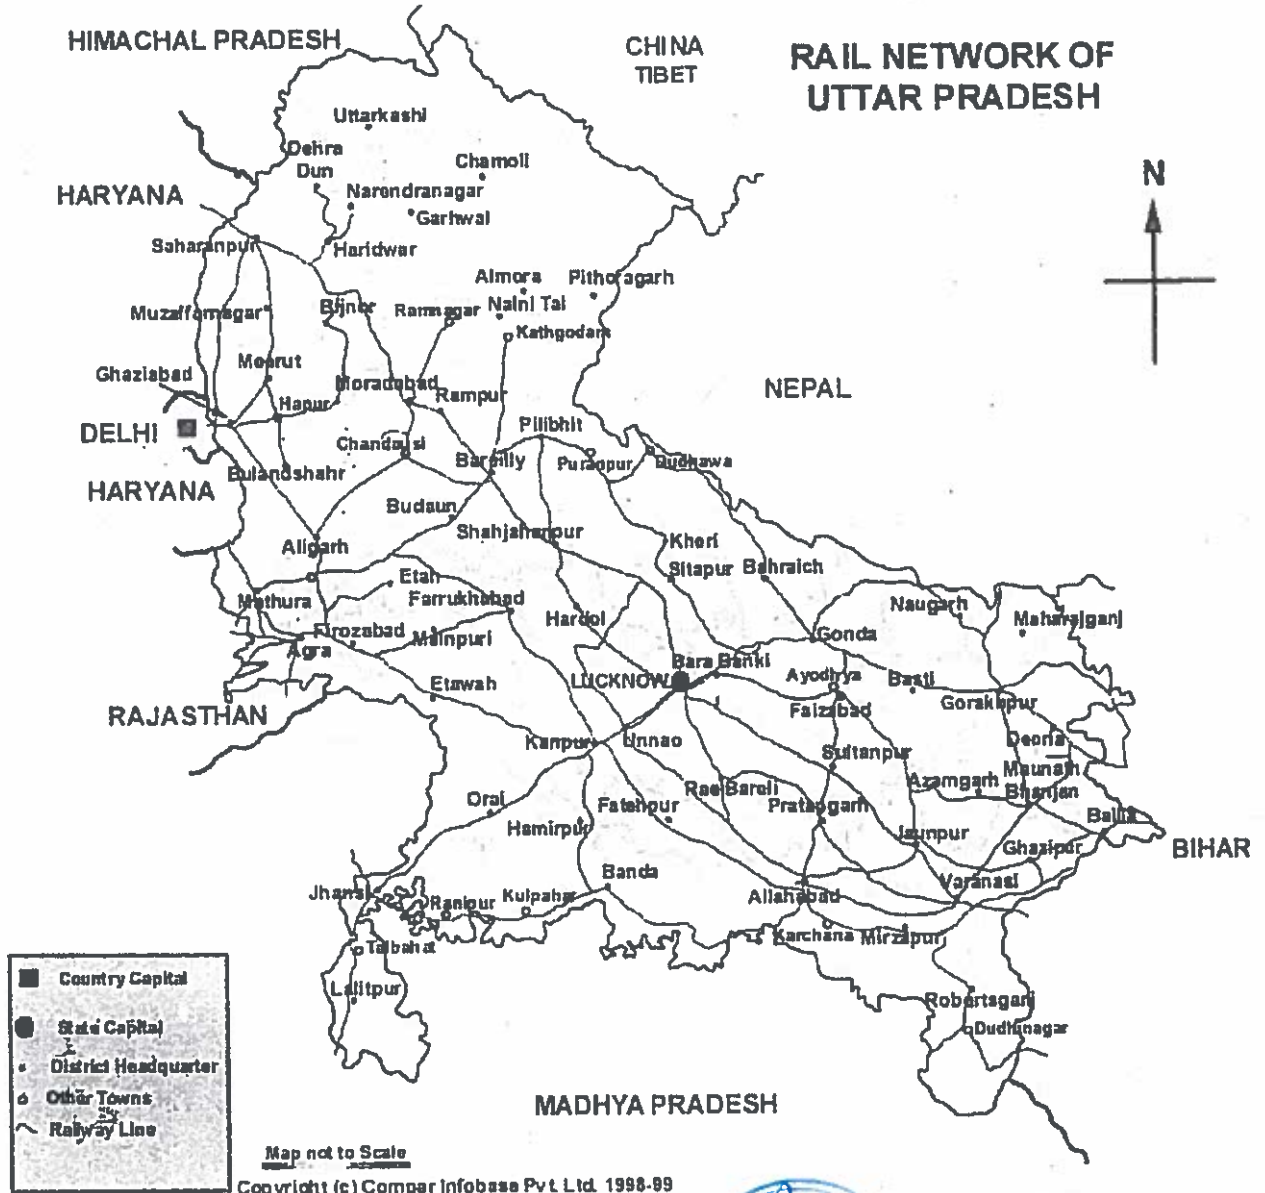 HIMACHAL PRADESH
CHINA
TIBET
RAIL NETWORK OF
UTTAR PRADESH
Uttarkashi
Dehra
Dun
Chamoli
N
HARYANA
Narendranagar
Garhwal
Saharanpur
Haridwar
Almora
Pithoragarh
Muzaffarnagar
Bijnor
Ramnagar
Naini Tal
Kathgodam
Ghaziabad
Meerut
NEPAL
Moradabad
Hapur
Rampur
DELHI
Pilibhit
Chandausi
Bareilly
Puranpur
Dudhawa
Bulandshahr
HARYANA
Budaun
Shahjahanpur
Aligarh
Kheri
Sitapur
Bahraich
Etah
Mathura
Farrukhabad
Naugarh
Maharajganj
Hardoi
Firozabad
Mainpuri
Gonda
Agra
Bara Banki
LUCKNOW
Ayodhya
Basti
Etawah
Faizabad
Gorakhpur
RAJASTHAN
Kanpur
Unnao
Deoria
Sultanpur
Maunath
Bhanjan
Azamgarh
Rae Bareli
Orai
Fatehpur
Pratapgarh
Ballia
Hamirpur
Jaunpur
Ghazipur
BIHAR
Banda
Varanasi
Jhansi
Ranipur
Kulpahar
Allahabad
Karchana
Mirzapur
Talbahat
Lalitpur
Robertsganj
Dudhinagar
Country Capital
State Capital
District Headquarter
Other Towns
Railway Line
MADHYA PRADESH
Map not to Scale
Copyright (c) Compar Infobase Pvt. Ltd. 1998-99